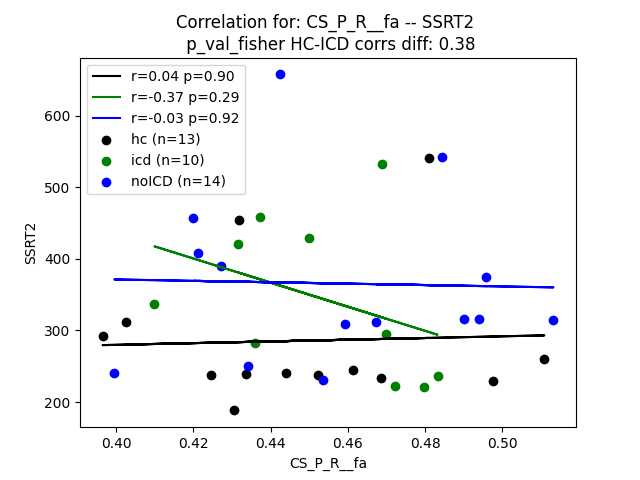 Correlation for: CS_P_R__fa -- SSRT2
p_val_fisher HC-ICD corrs diff: 0.38
r=0.04 p=0.90
r=-0.37 p=0.29
r=-0.03 p=0.92
hc (n=13)
icd (n=10)
noICD (n=14)
600
500
400
300
200
SSRT2
0.40 0.42 0.44 0.46 0.48 0.50
CS_P_R__fa